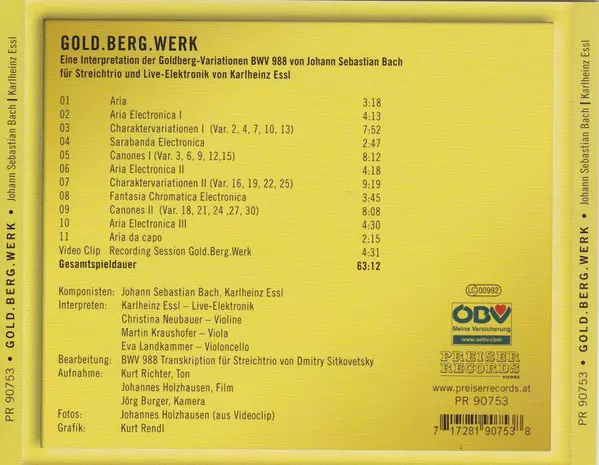 PR 90753 • GOLD.BERG.WERK • Johann Sebastian Bach | Karlheinz Essl
GOLD.BERG.WERK
Eine Interpretation der Goldberg-Variationen BWV 988 von Johann Sebastian Bach
für Streichtrio und Live-Elektronik von Karlheinz Essl
01 Aria 3:18
02 Aria Electronica I 4:13
03 Charaktervariationen I (Var. 2, 4, 7, 10, 13) 7:52
04 Sarabanda Electronica 2:47
05 Canones I (Var. 3, 6, 9, 12,15) 8:12
06 Aria Electronica II 4:18
07 Charaktervariationen II (Var. 16, 19, 22, 25) 9:19
08 Fantasia Chromatica Electronica 3:45
09 Canones II (Var. 18, 21, 24 ,27, 30) 8:08
10 Aria Electronica III 4:30
11 Aria da capo 2:15
Video Clip Recording Session Gold.Berg.Werk 4:31
Gesamtspieldauer 63:12
Komponisten: Johann Sebastian Bach, Karlheinz Essl
Interpreten: Karlheinz Essl – Live-Elektronik
Christina Neubauer – Violine
Martin Kraushofer – Viola
Eva Landkammer – Violoncello
Bearbeitung: BWV 988 Transkription für Streichtrio von Dmitry Sitkovetsky
Aufnahme: Kurt Richter, Ton
Johannes Holzhausen, Film
Jörg Burger, Kamera
Fotos: Johannes Holzhausen (aus Videoclip)
Grafik: Kurt Rendl
LC 00992
ÖBV
Meine Versicherung
www.oebv.com
PREISER
RECORDS
VIENNA
www.preiserrecords.at
PR 90753
7 17281 90753 8
PR 90753 • GOLD.BERG.WERK • Johann Sebastian Bach | Karlheinz Essl